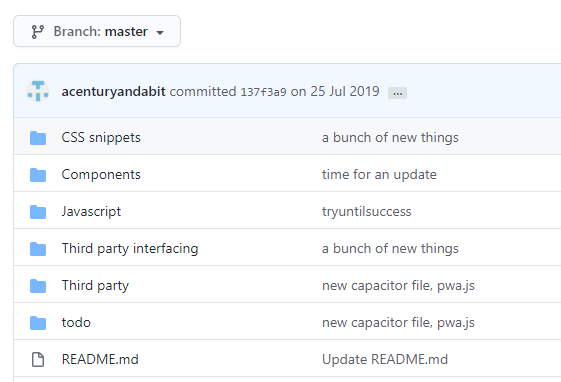 Branch: master
acenturyandabit committed 137f3a9 on 25 Jul 2019 ...
CSS snippets a bunch of new things
Components time for an update
Javascript tryuntilsuccess
Third party interfacing a bunch of new things
Third party new capacitor file, pwa.js
todo new capacitor file, pwa.js
README.md Update README.md